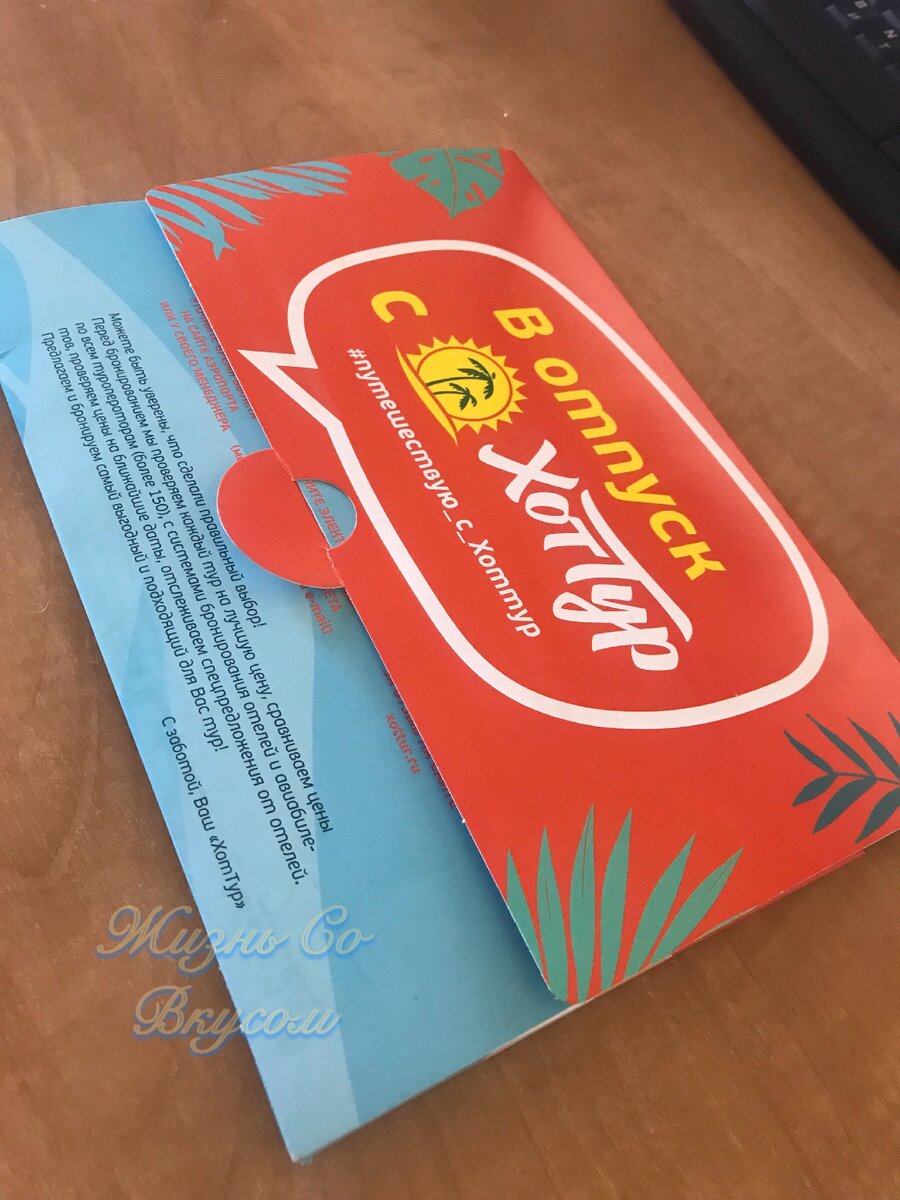 В отпуск
с ХотТур
#путешествую_с_Хоттур
НА САЙТЕ АЭРОПОРТА
ИЛИ У СВОЕГО МЕНЕДЖЕРА
e-mail)
xottur.ru
Можете быть уверены, что сделали правильный выбор!
Перед бронированием мы проверяем каждый тур на лучшую цену, сравниваем цены
по всем туроператорам (более 150), с системами бронирования отелей и авиабиле-
тов, проверяем цены на ближайшие даты, отслеживаем спецпредложения от отелей.
Предлагаем и бронируем самый выгодный и подходящий для Вас тур!
С заботой, Ваш «ХотТур»
Жизнь Со
Вкусом